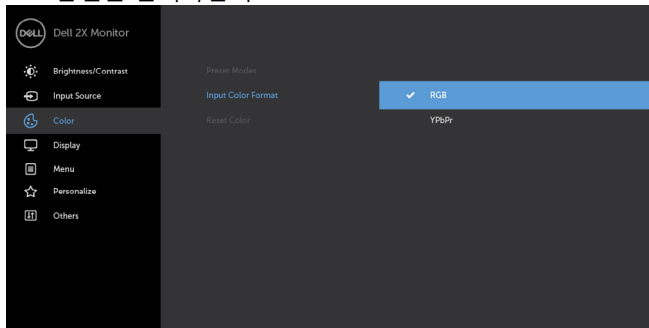 DELL Dell 2X Monitor
Brightness/Contrast
Preset Modes
Input Source
Input Color Format
RGB
Color
Reset Color
YPbPr
Display
Menu
Personalize
Others